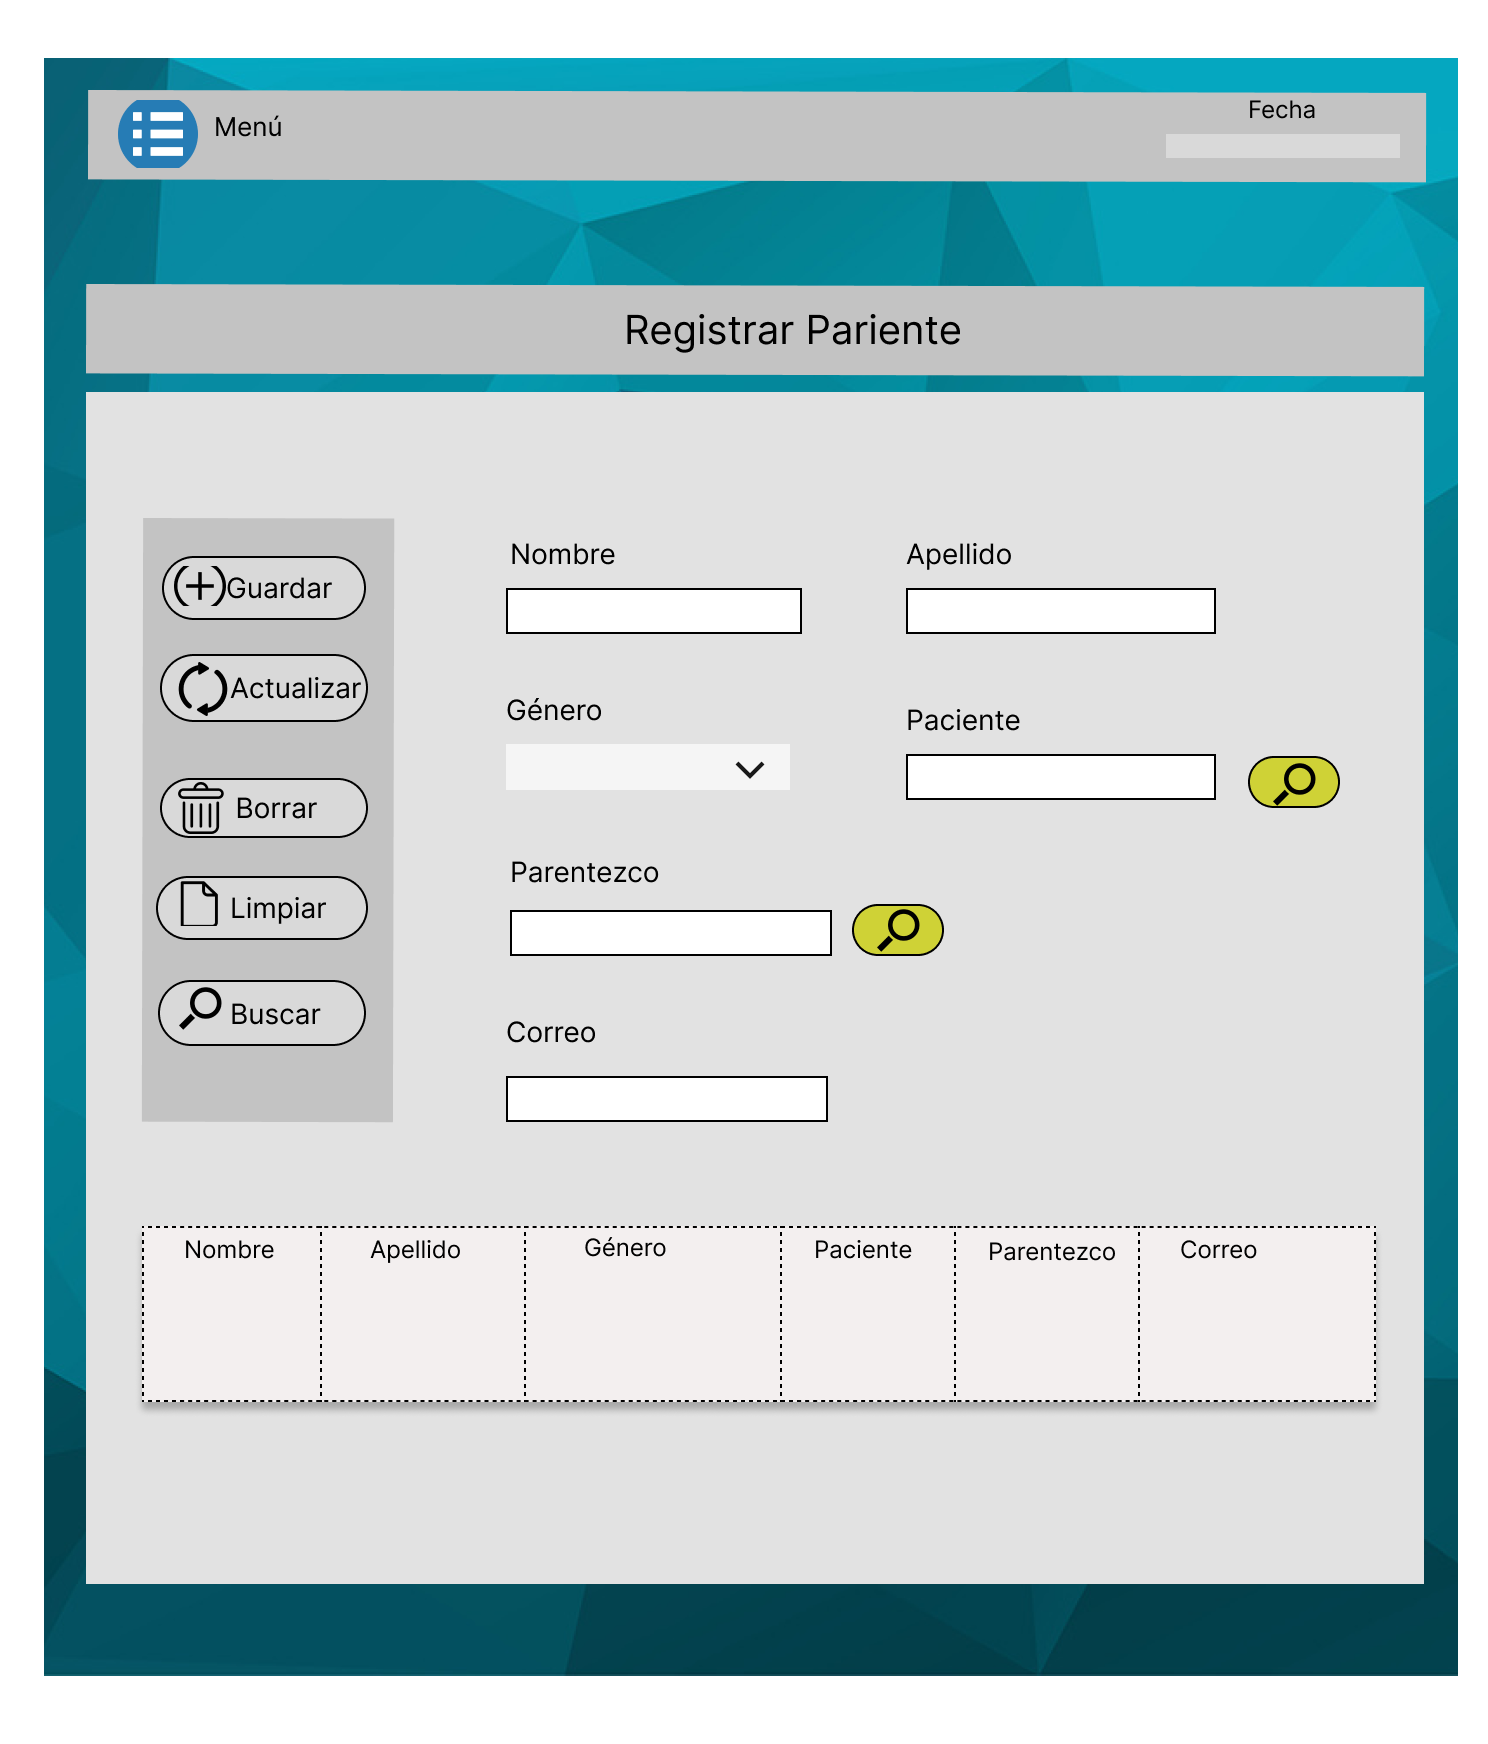 Menú
Fecha
Registrar Pariente
Guardar
Actualizar
Borrar
Limpiar
Buscar
Nombre
Apellido
Género
Paciente
Parentezco
Correo
Nombre Apellido Género Paciente Parentezco Correo